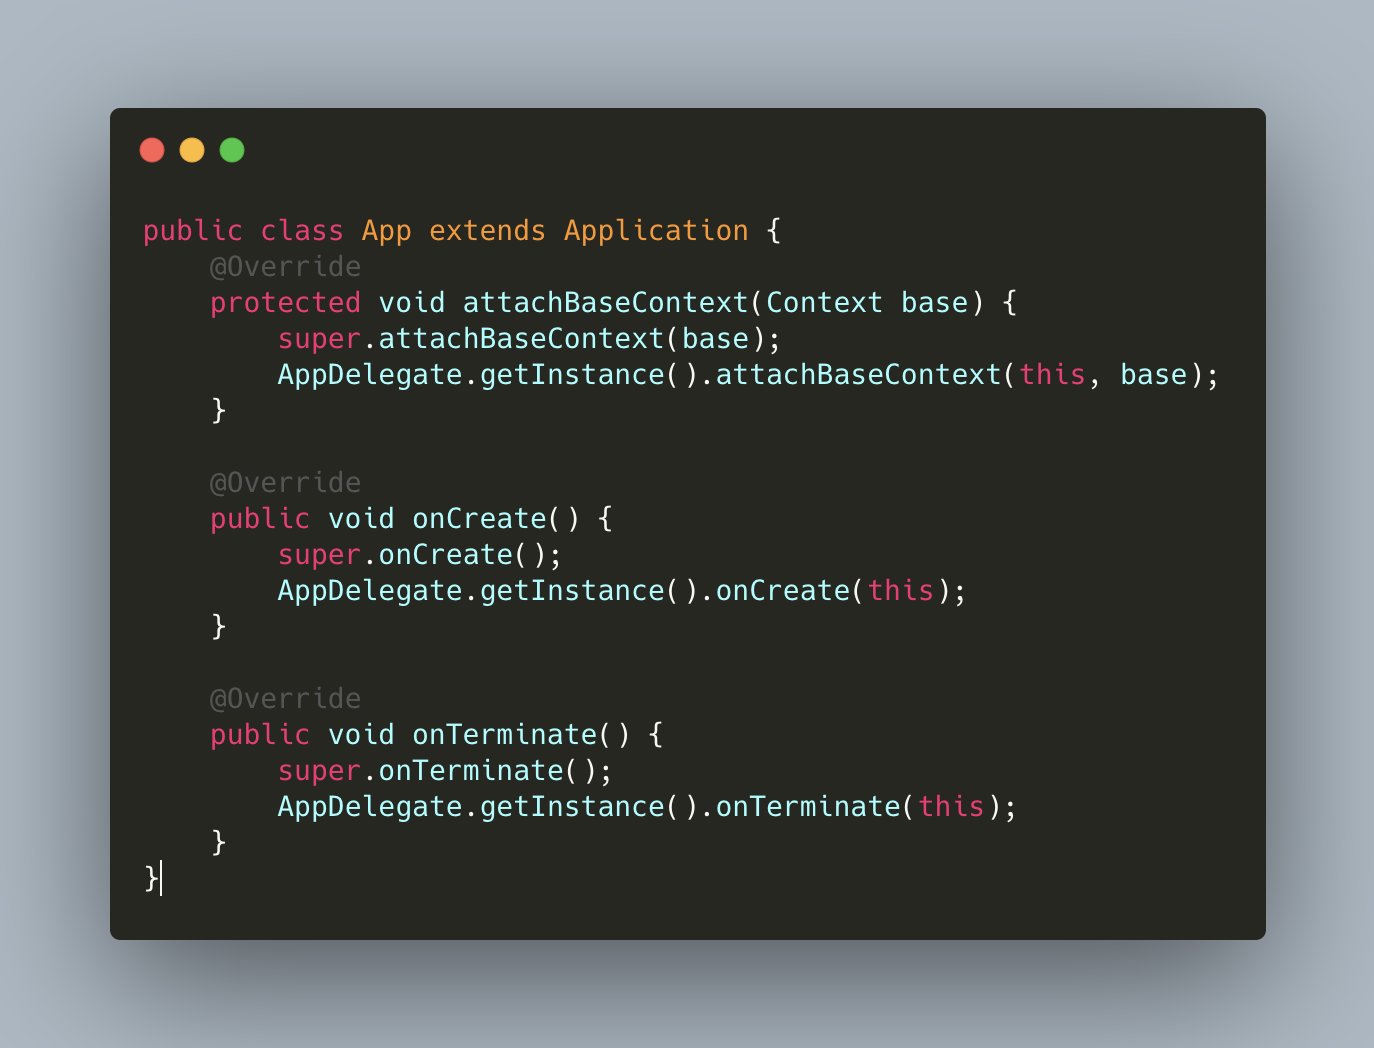 public class App extends Application {
    @Override
    protected void attachBaseContext(Context base) {
        super.attachBaseContext(base);
        AppDelegate.getInstance().attachBaseContext(this, base);
    }

    @Override
    public void onCreate() {
        super.onCreate();
        AppDelegate.getInstance().onCreate(this);
    }

    @Override
    public void onTerminate() {
        super.onTerminate();
        AppDelegate.getInstance().onTerminate(this);
    }
}